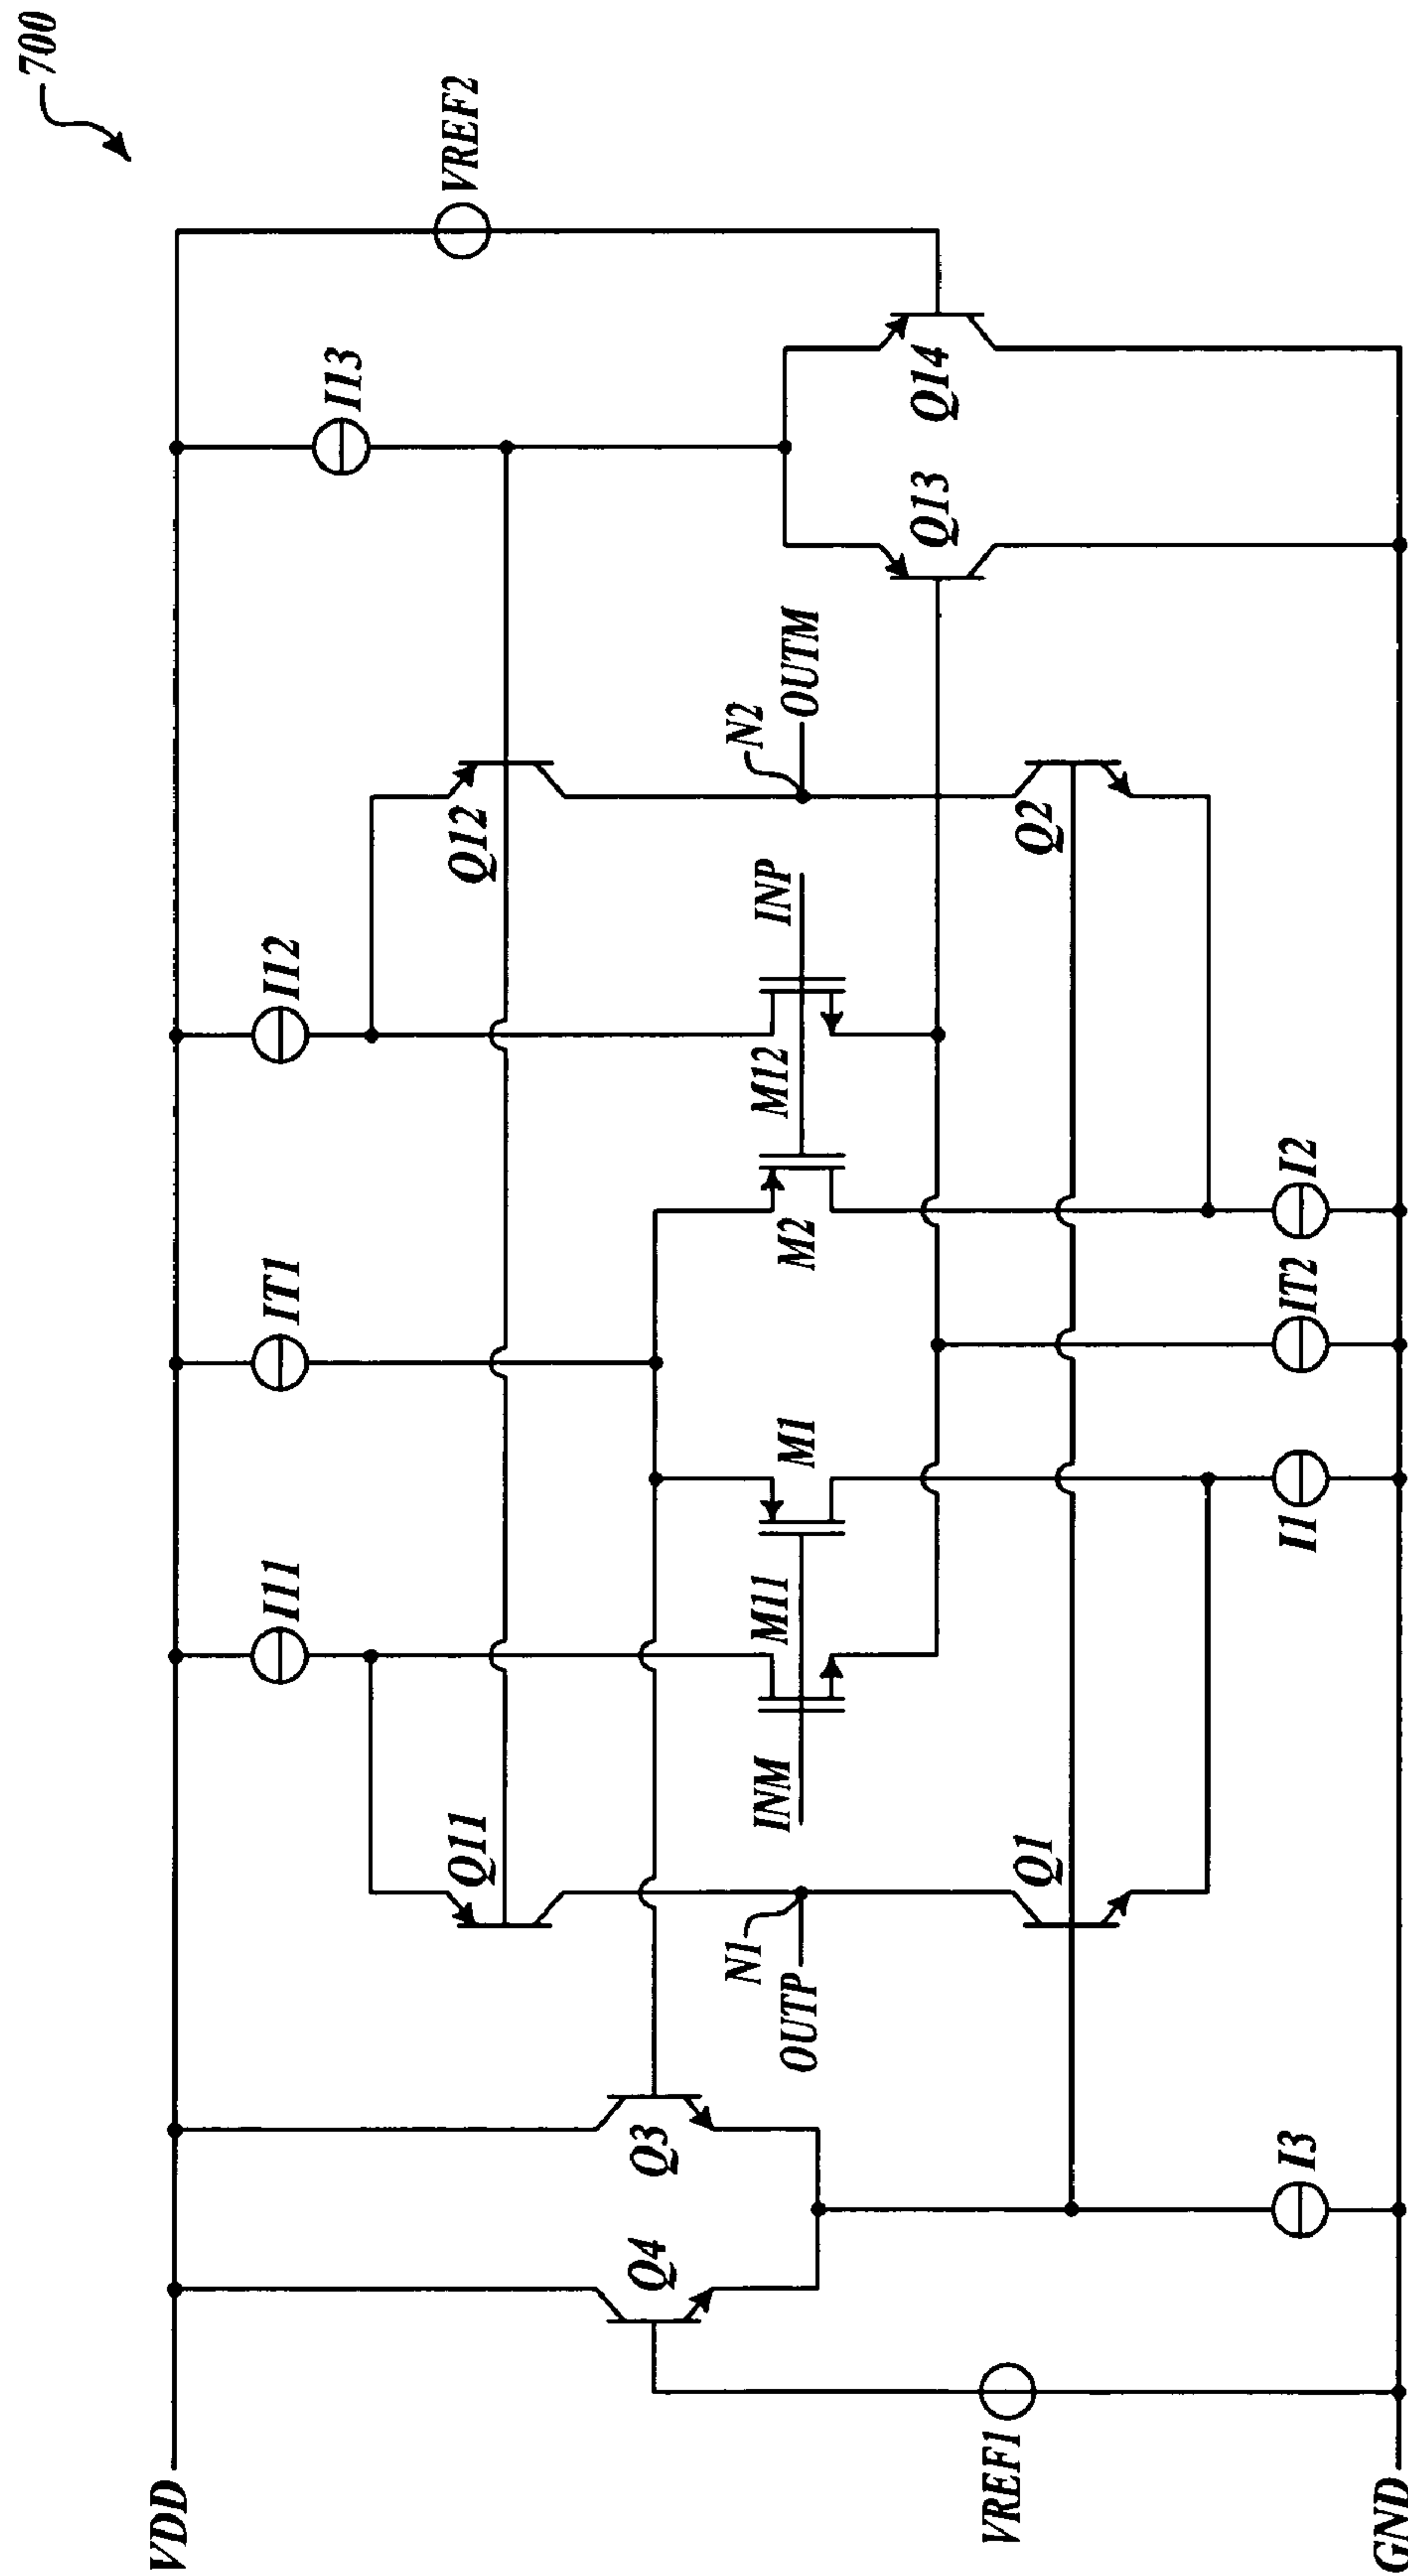 700
VREF2
I13
Q14
Q13
Q12
N2
OUTM
Q2
I12
INP
M12
M2
I2
IT1
IT2
M1
I1
I11
M11
INM
Q11
Q1
N1
OUTP
Q3
I3
Q4
VREF1
VDD
GND